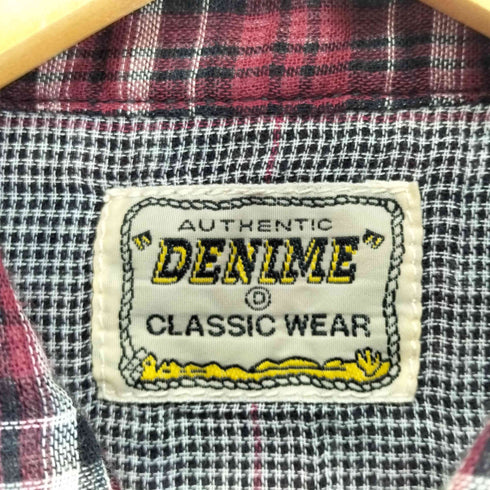 AUTHENTIC
"DENIME"
Ⓓ
CLASSIC WEAR